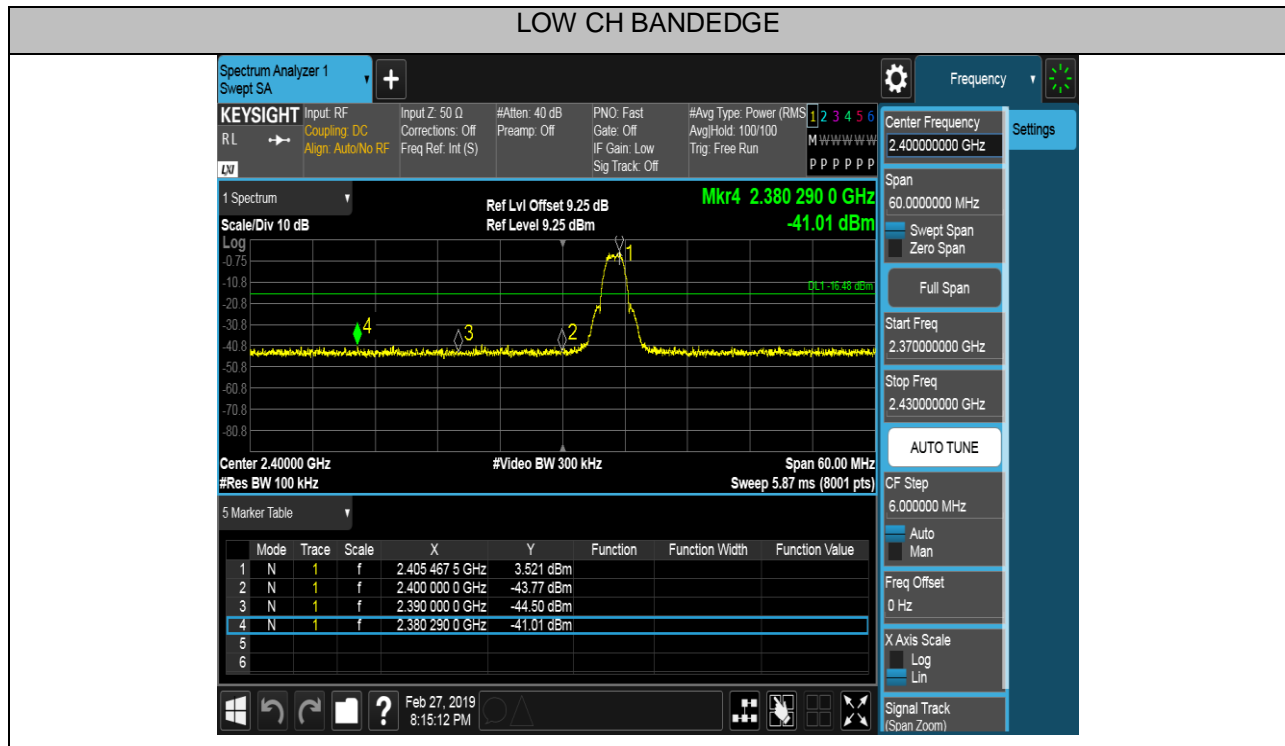 LOW CH BANDEDGE
Spectrum Analyzer 1
Swept SA
+
Frequency
KEYSIGHT
R L
LXI
Input: RF
Coupling: DC
Align: Auto/No RF
Input Z: 50 Ω
Corrections: Off
Freq Ref: Int (S)
#Atten: 40 dB
Preamp: Off
PNO: Fast
Gate: Off
IF Gain: Low
Sig Track: Off
#Avg Type: Power (RMS
Avg|Hold: 100/100
Trig: Free Run
1 2 3 4 5 6
M W W W W W
P P P P P P
1 Spectrum
Scale/Div 10 dB
Ref Lvl Offset 9.25 dB
Ref Level 9.25 dBm
Mkr4 2.380 290 0 GHz
-41.01 dBm
Log
-0.75
-10.8
-20.8
-30.8
-40.8
-50.8
-60.8
-70.8
-80.8
DL1 -16.48 dBm
1
2
3
4
Center 2.40000 GHz
#Res BW 100 kHz
#Video BW 300 kHz
Span 60.00 MHz
Sweep 5.87 ms (8001 pts)
5 Marker Table
Mode Trace Scale X Y Function Function Width Function Value
1 N 1 f 2.405 467 5 GHz 3.521 dBm
2 N 1 f 2.400 000 0 GHz -43.77 dBm
3 N 1 f 2.390 000 0 GHz -44.50 dBm
4 N 1 f 2.380 290 0 GHz -41.01 dBm
5
6
?
Feb 27, 2019
8:15:12 PM
Settings
Center Frequency
2.400000000 GHz
Span
60.0000000 MHz
Swept Span
Zero Span
Full Span
Start Freq
2.370000000 GHz
Stop Freq
2.430000000 GHz
AUTO TUNE
CF Step
6.000000 MHz
Auto
Man
Freq Offset
0 Hz
X Axis Scale
Log
Lin
Signal Track
(Span Zoom)